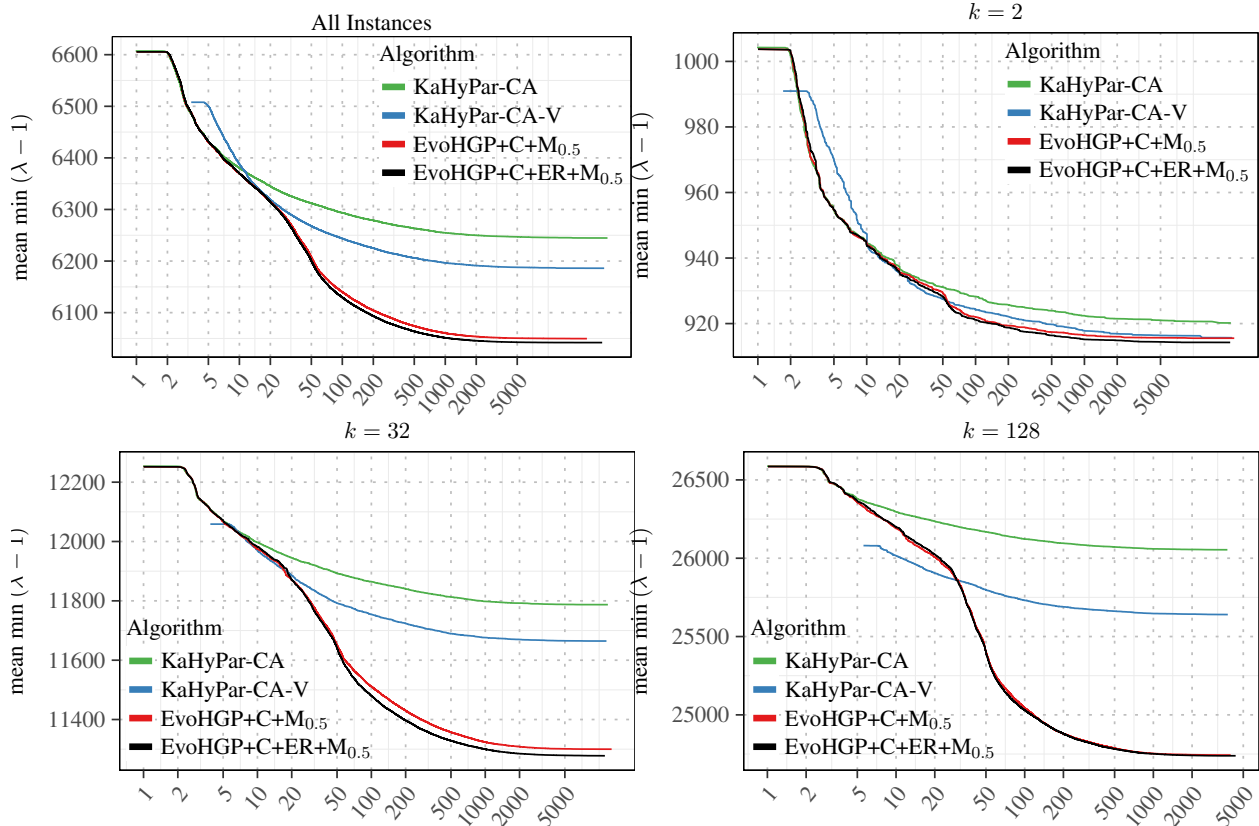 All Instances
mean min (λ − 1)
6600
6500
6400
6300
6200
6100
Algorithm
KaHyPar-CA
KaHyPar-CA-V
EvoHGP+C+M0.5
EvoHGP+C+ER+M0.5
1 2 5 10 20 50 100 200 500 1000 2000 5000
k = 2
mean min (λ − 1)
1000
980
960
940
920
Algorithm
KaHyPar-CA
KaHyPar-CA-V
EvoHGP+C+M0.5
EvoHGP+C+ER+M0.5
1 2 5 10 20 50 100 200 500 1000 2000 5000
k = 32
mean min (λ − 1)
12200
12000
11800
11600
11400
Algorithm
KaHyPar-CA
KaHyPar-CA-V
EvoHGP+C+M0.5
EvoHGP+C+ER+M0.5
1 2 5 10 20 50 100 200 500 1000 2000 5000
k = 128
mean min (λ − 1)
26500
26000
25500
25000
Algorithm
KaHyPar-CA
KaHyPar-CA-V
EvoHGP+C+M0.5
EvoHGP+C+ER+M0.5
1 2 5 10 20 50 100 200 500 1000 2000 5000